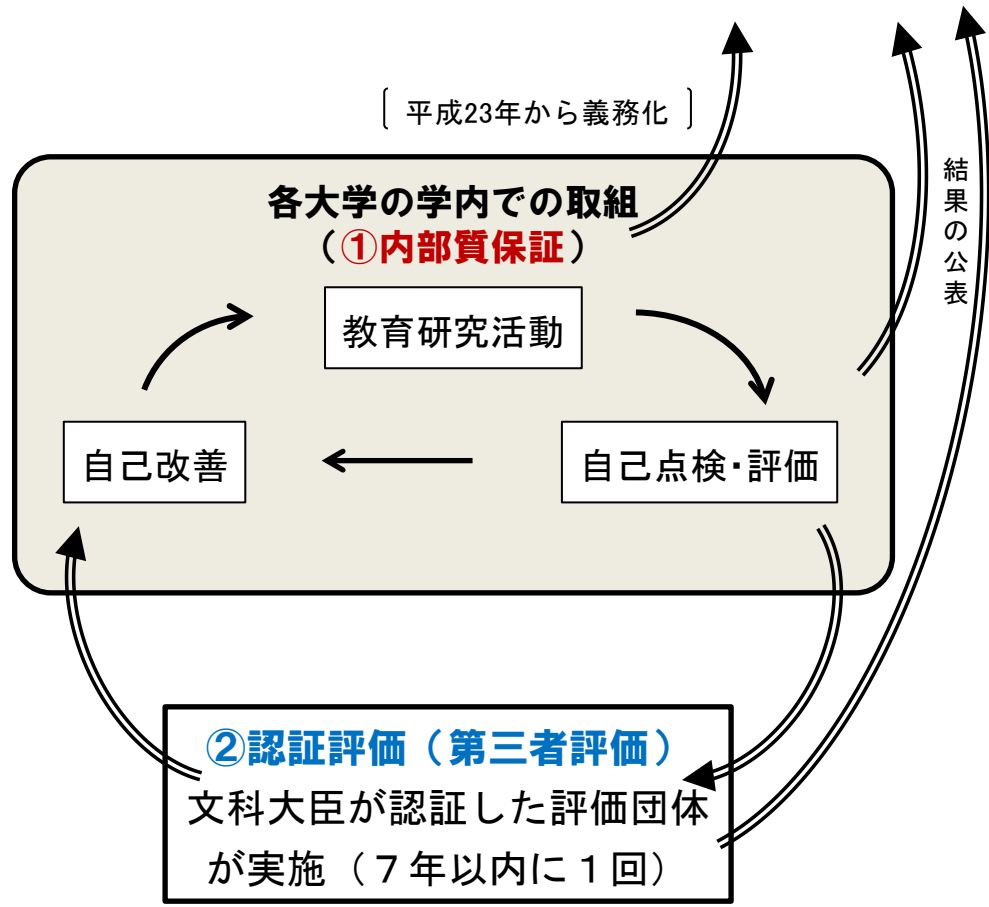 〔 平成23年から義務化 〕
各大学の学内での取組
（①内部質保証）
教育研究活動
自己改善
自己点検・評価
結果の公表
②認証評価（第三者評価）
文科大臣が認証した評価団体
が実施（７年以内に１回）